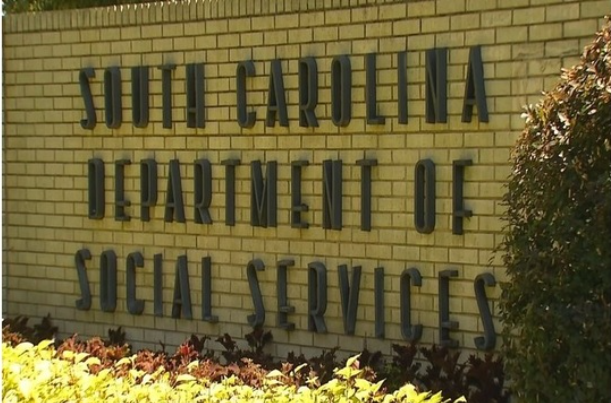 SOUTH CAROLINA
DEPARTMENT OF
SOCIAL SERVICES